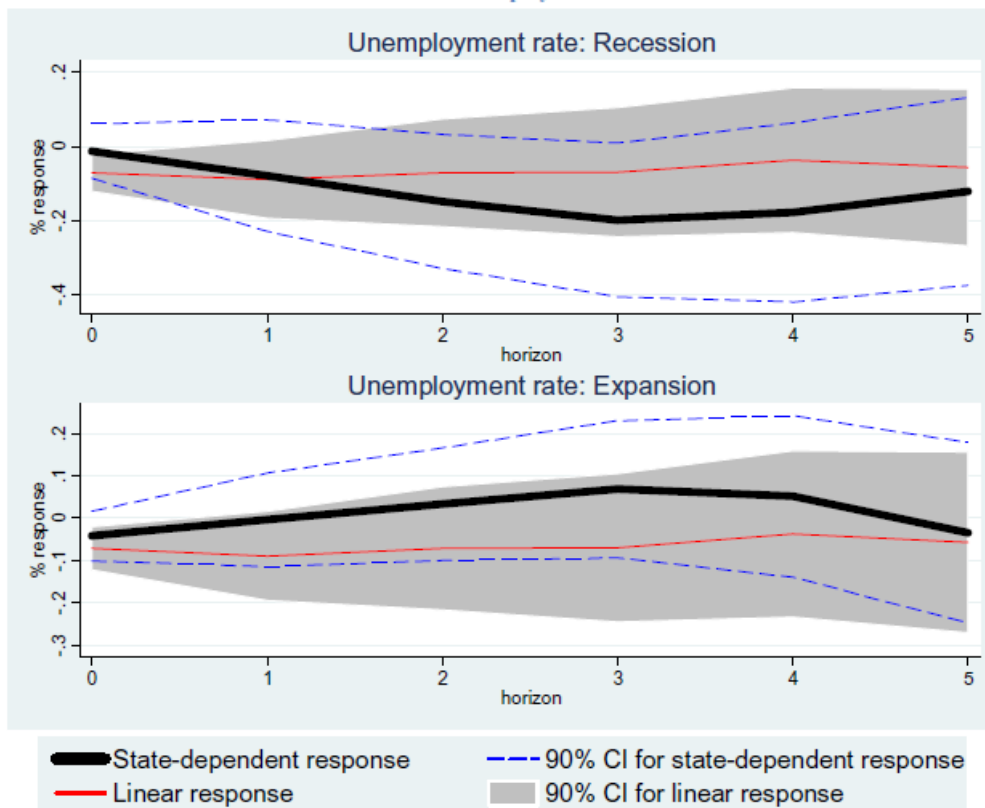 Unemployment rate: Recession
.2
0
-.2
-.4
% response
0 1 2 3 4 5
horizon
Unemployment rate: Expansion
.2
.1
0
-.1
-.2
-.3
% response
0 1 2 3 4 5
horizon
State-dependent response
90% CI for state-dependent response
Linear response
90% CI for linear response